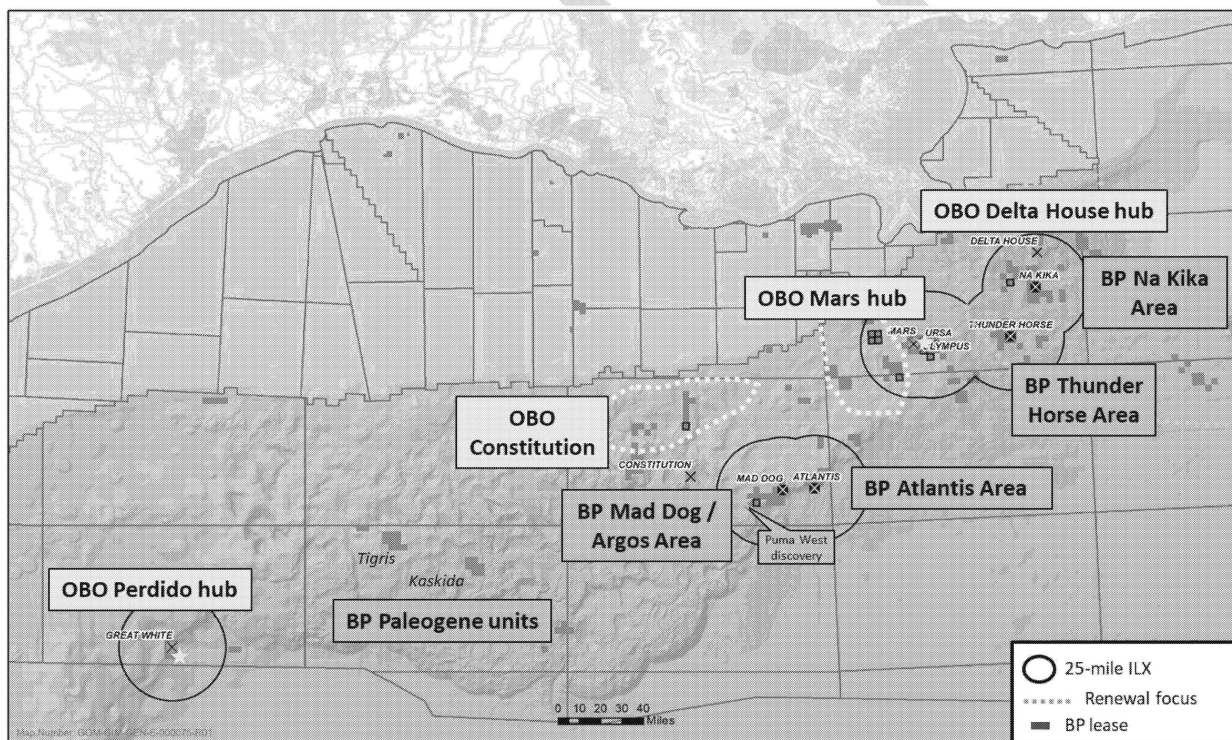 OBO Delta House hub
DELTA HOUSE
NA KIKA
BP Na Kika
Area
OBO Mars hub
MARS
URSA
OLYMPUS
THUNDER HORSE
BP Thunder
Horse Area
OBO
Constitution
CONSTITUTION
MAD DOG
ATLANTIS
BP Atlantis Area
BP Mad Dog /
Argos Area
Puma West
discovery
Tigris
Kaskida
OBO Perdido hub
GREAT WHITE
BP Paleogene units
0 10 20 30 40
Miles
25-mile ILX
Renewal focus
BP lease